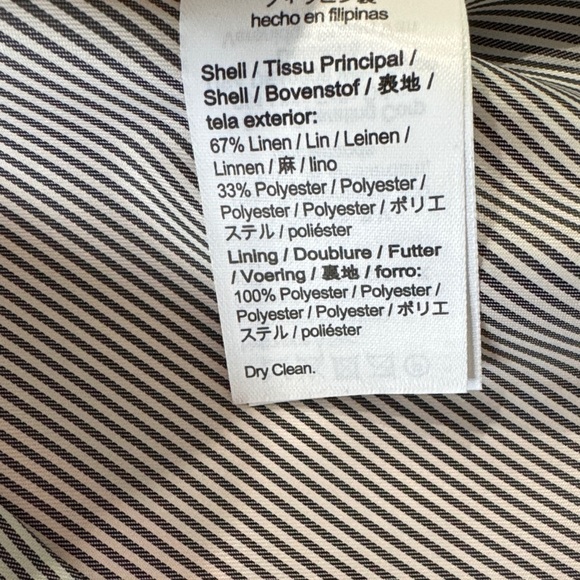 hecho en filipinas
Shell / Tissu Principal /
Shell / Bovenstof / 表地 /
tela exterior:
67% Linen / Lin / Leinen /
Linnen / 麻 / lino
33% Polyester / Polyester /
Polyester / Polyester / ポリエ
ステル / poliéster
Lining / Doublure / Futter
/ Voering / 裏地 / forro:
100% Polyester / Polyester /
Polyester / Polyester / ポリエ
ステル / poliéster
Dry Clean.